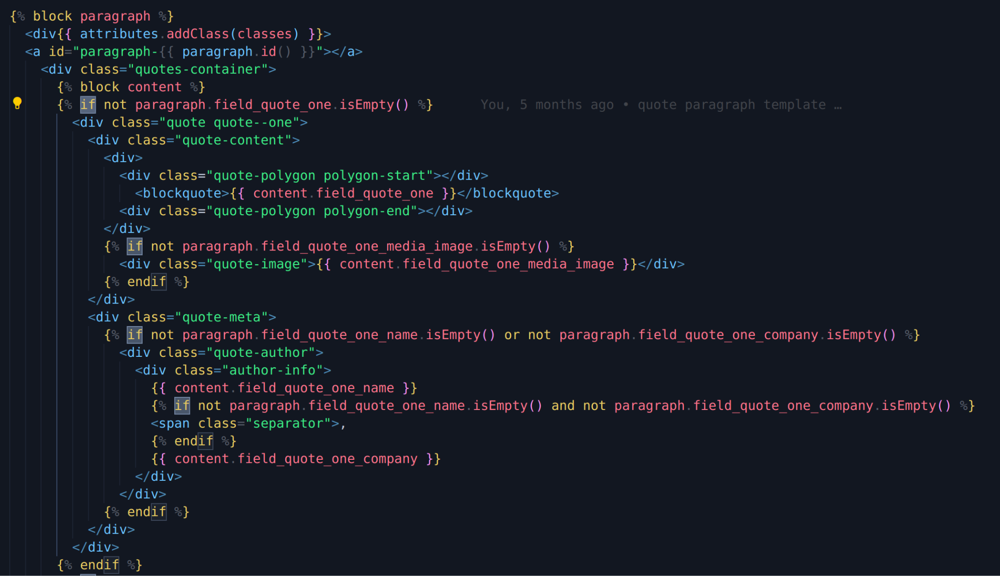 {% block paragraph %}
<div{{ attributes.addClass(classes) }}>
<a id="paragraph-{{ paragraph.id() }}"></a>
<div class="quotes-container">
{% block content %}
{% if not paragraph.field_quote_one.isEmpty() %} You, 5 months ago • quote paragraph template …
<div class="quote quote--one">
<div class="quote-content">
<div>
<div class="quote-polygon polygon-start"></div>
<blockquote>{{ content.field_quote_one }}</blockquote>
<div class="quote-polygon polygon-end"></div>
</div>
{% if not paragraph.field_quote_one_media_image.isEmpty() %}
<div class="quote-image">{{ content.field_quote_one_media_image }}</div>
{% endif %}
</div>
<div class="quote-meta">
{% if not paragraph.field_quote_one_name.isEmpty() or not paragraph.field_quote_one_company.isEmpty() %}
<div class="quote-author">
<div class="author-info">
{{ content.field_quote_one_name }}
{% if not paragraph.field_quote_one_name.isEmpty() and not paragraph.field_quote_one_company.isEmpty() %}
<span class="separator">,
{% endif %}
{{ content.field_quote_one_company }}
</div>
</div>
{% endif %}
</div>
</div>
{% endif %}